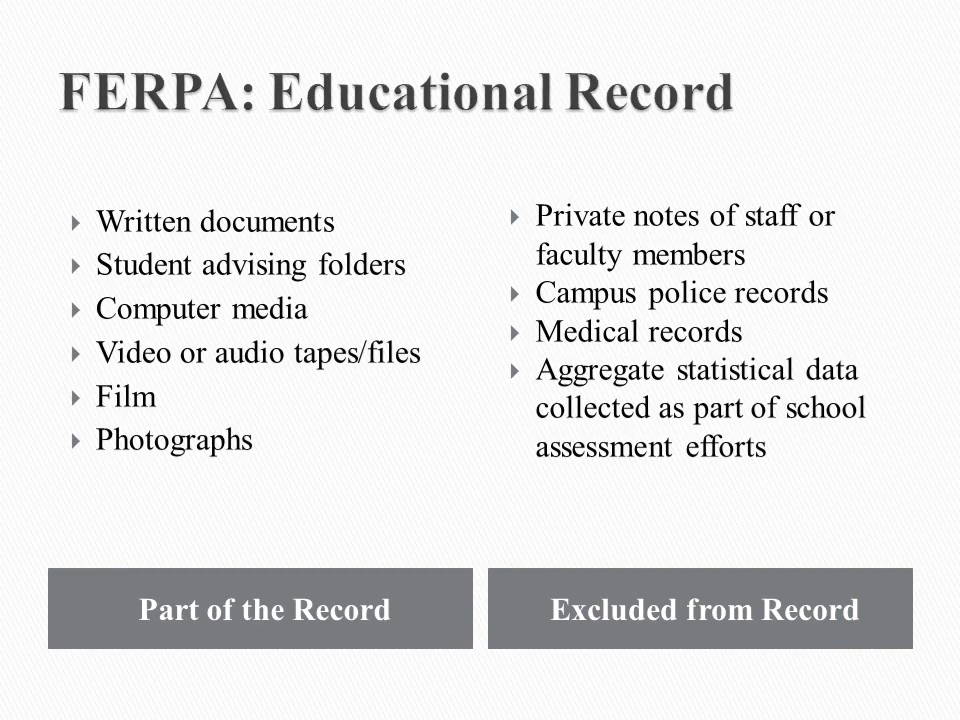 FERPA: Educational Record
Written documents
Student advising folders
Computer media
Video or audio tapes/files
Film
Photographs
Part of the Record
Private notes of staff or
faculty members
Campus police records
Medical records
Aggregate statistical data
collected as part of school
assessment efforts
Excluded from Record